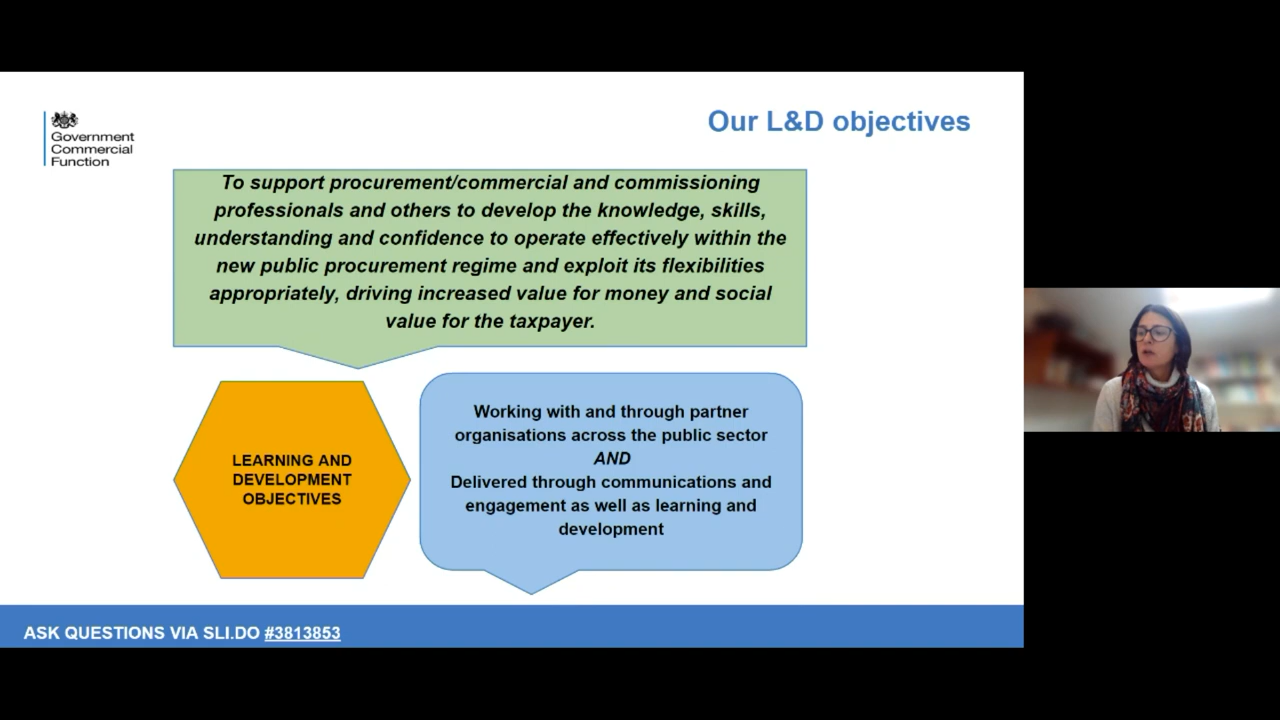 Government
Commercial
Function
Our L&D objectives
To support procurement/commercial and commissioning
professionals and others to develop the knowledge, skills,
understanding and confidence to operate effectively within the
new public procurement regime and exploit its flexibilities
appropriately, driving increased value for money and social
value for the taxpayer.
LEARNING AND
DEVELOPMENT
OBJECTIVES
Working with and through partner
organisations across the public sector
AND
Delivered through communications and
engagement as well as learning and
development
ASK QUESTIONS VIA SLI.DO #3813853